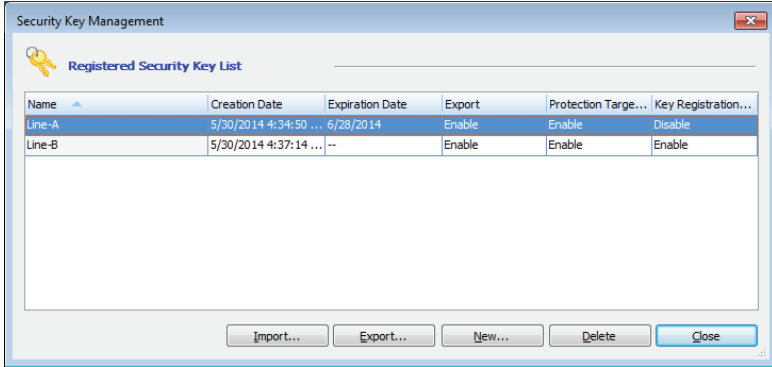 Security Key Management
Registered Security Key List
Name Creation Date Expiration Date Export Protection Targe... Key Registration...
Line-A 5/30/2014 4:34:50 ... 6/28/2014 Enable Enable Disable
Line-B 5/30/2014 4:37:14 ... -- Enable Enable Enable
Import... Export... New... Delete Close